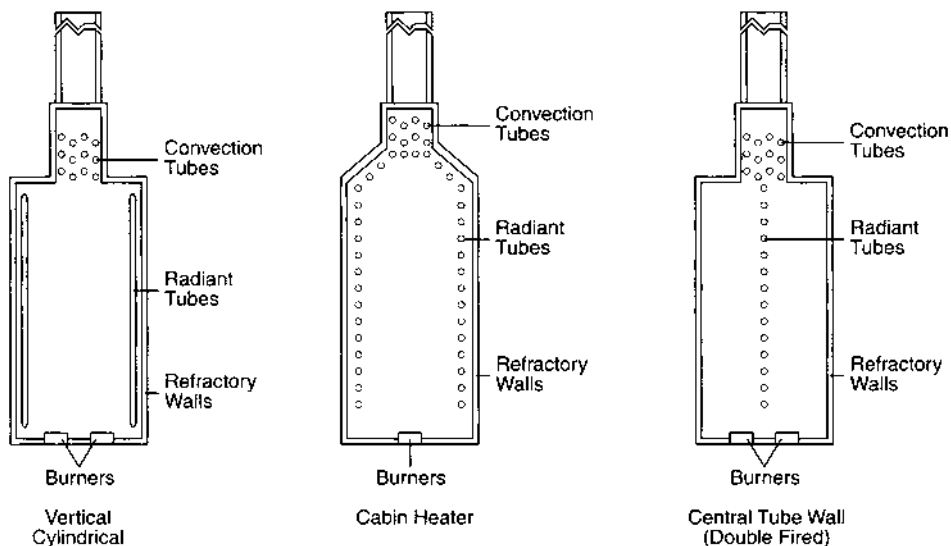 Convection
Tubes
Radiant
Tubes
Refractory
Walls
Burners
Vertical
Cylindrical
Convection
Tubes
Radiant
Tubes
Refractory
Walls
Burners
Cabin Heater
Convection
Tubes
Radiant
Tubes
Refractory
Walls
Burners
Central Tube Wall
(Double Fired)